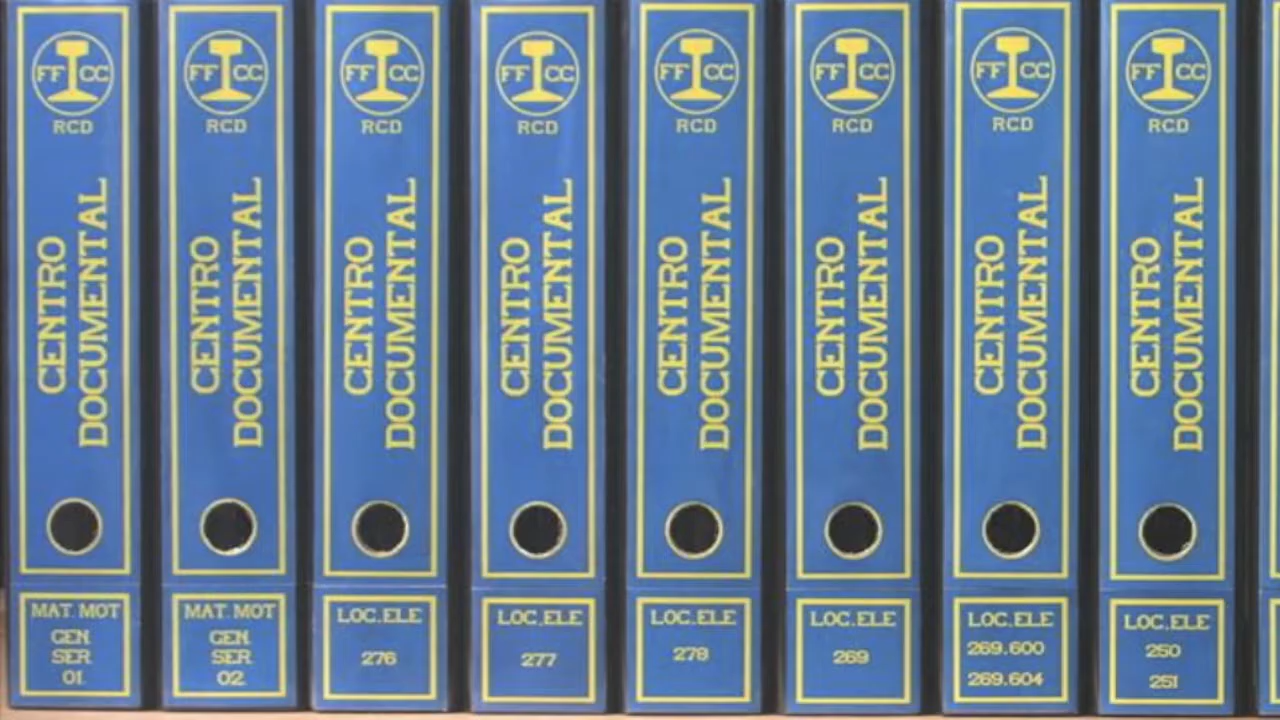 FF CC
RCD
CENTRO
DOCUMENTAL
MAT. MOT
GEN.
SER.
01.
FF CC
RCD
CENTRO
DOCUMENTAL
MAT. MOT
GEN.
SER.
02.
FF CC
RCD
CENTRO
DOCUMENTAL
LOC.ELE
276
FF CC
RCD
CENTRO
DOCUMENTAL
LOC.ELE
277
FF CC
RCD
CENTRO
DOCUMENTAL
LOC.ELE
278
FF CC
RCD
CENTRO
DOCUMENTAL
LOC.ELE
269
FF CC
RCD
CENTRO
DOCUMENTAL
LOC.ELE
269.600
269.604
FF CC
RCD
CENTRO
DOCUMENTAL
LOC.ELE
250
251